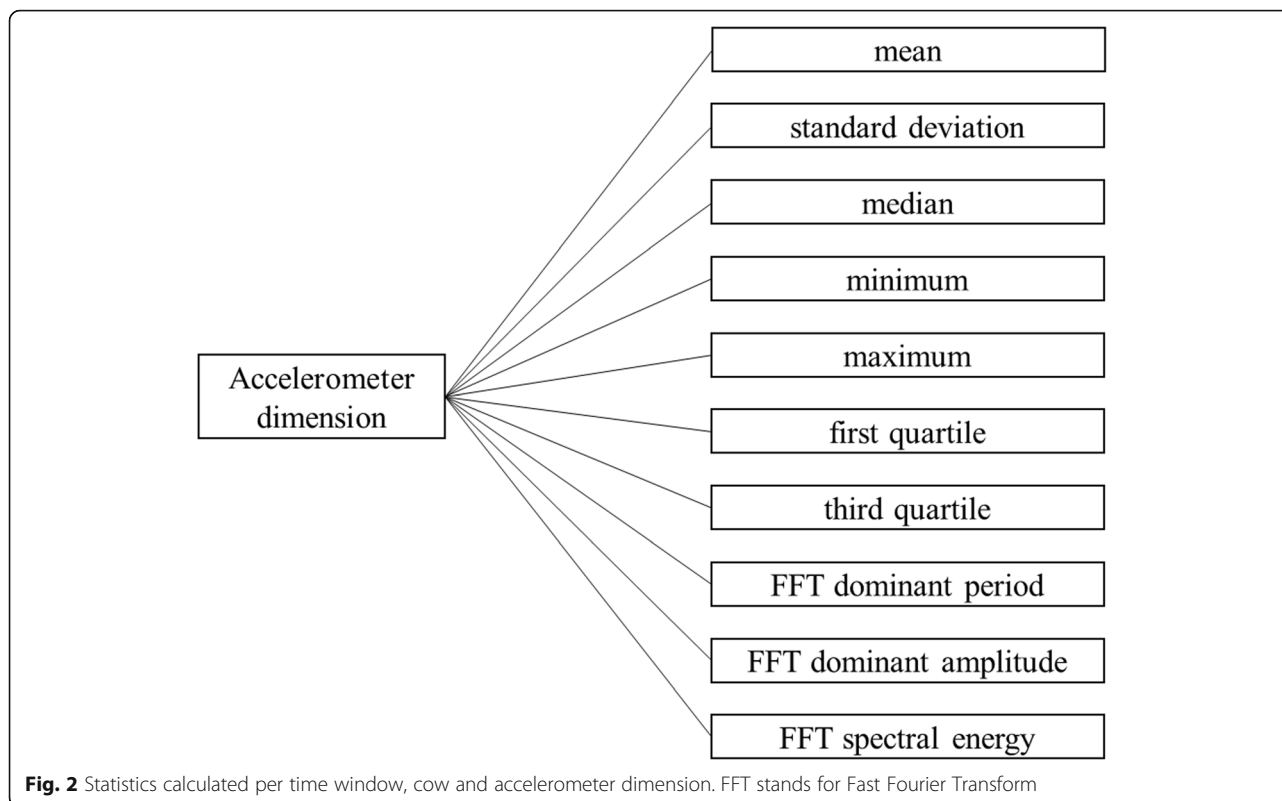 mean
standard deviation
median
minimum
maximum
Accelerometer
dimension
first quartile
third quartile
FFT dominant period
FFT dominant amplitude
FFT spectral energy
Fig. 2 Statistics calculated per time window, cow and accelerometer dimension. FFT stands for Fast Fourier Transform